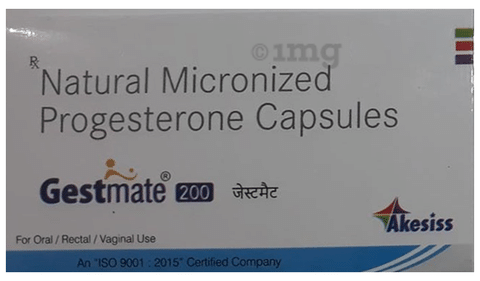 ©1mg
Rx
Natural Micronized
Progesterone Capsules
Gestmate® 200 जेस्टमैट
Akesiss
For Oral / Rectal / Vaginal Use
An "ISO 9001 : 2015" Certified Company